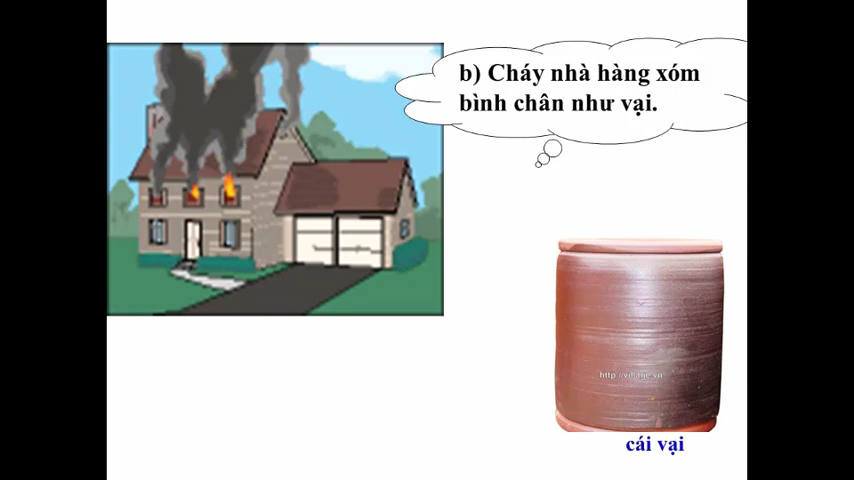 b) Cháy nhà hàng xóm
bình chân như vại.
cái vại